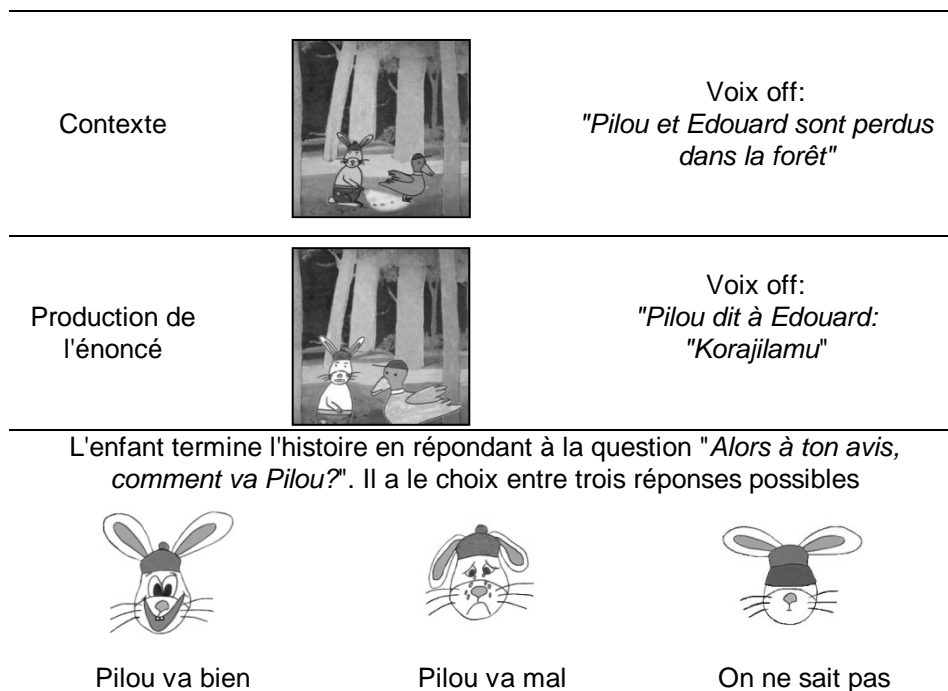 Contexte
Voix off:
"Pilou et Edouard sont perdus
dans la forêt"
Production de
l'énoncé
Voix off:
"Pilou dit à Edouard:
"Korajilamu"
L'enfant termine l'histoire en répondant à la question "Alors à ton avis,
comment va Pilou?". Il a le choix entre trois réponses possibles
Pilou va bien
Pilou va mal
On ne sait pas